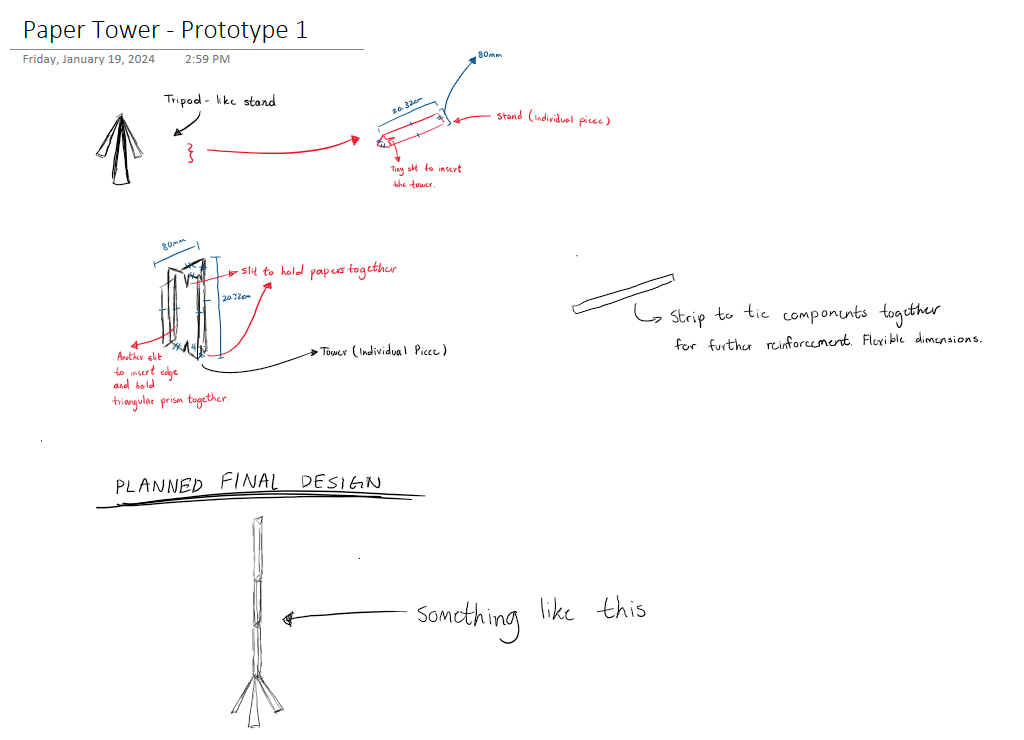 Paper Tower - Prototype 1
Friday, January 19, 2024 2:59 PM
80mm
Tripod-like stand
20.32cm
Stand (individual piece)
Tiny slit to insert
the tower.
80mm
Slit to hold papers together
20.32cm
Strip to tie components together
for further reinforcement. Flexible dimensions.
Tower (Individual Piece)
Another slit
to insert edge
and hold
triangular prism together.
PLANNED FINAL DESIGN
Something like this